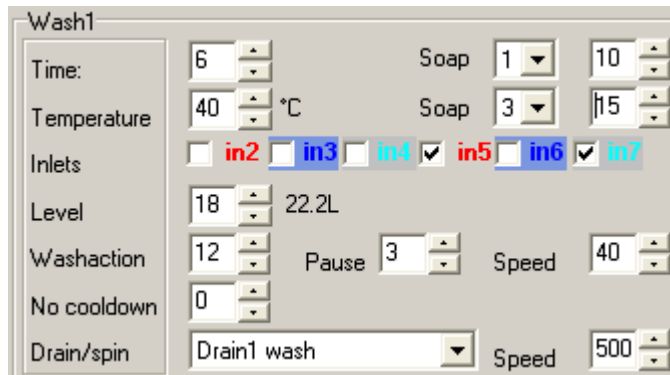 Wash1
Time: 6 Soap 1 10
Temperature 40 °C Soap 3 15
Inlets in2 in3 in4 in5 in6 in7
Level 18 22.2L
Washaction 12 Pause 3 Speed 40
No cooldown 0
Drain/spin Drain1 wash Speed 500